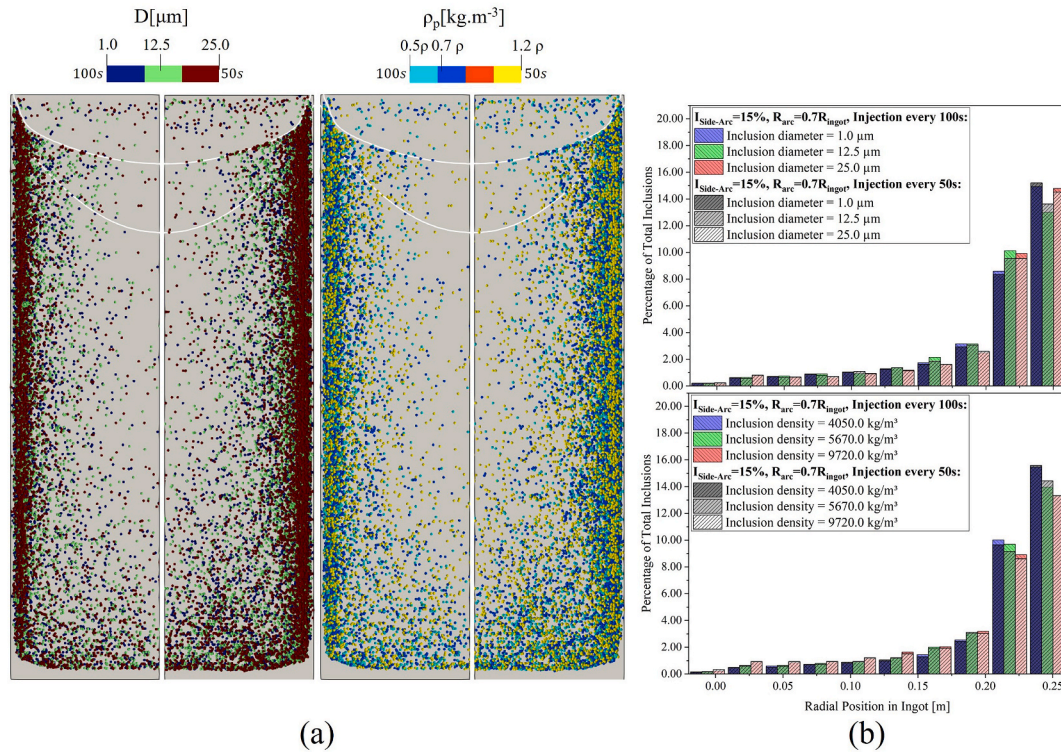 D[µm]
1.0 12.5 25.0
100s 50s
ρp[kg.m-3]
0.5ρ 0.7 ρ 1.2 ρ
100s 50s
(a)
Percentage of Total Inclusions
20.00
18.00
16.00
14.00
12.00
10.00
8.00
6.00
4.00
2.00
0.00
ISide-Arc=15%, Rarc=0.7Ringot, Injection every 100s:
Inclusion diameter = 1.0 µm
Inclusion diameter = 12.5 µm
Inclusion diameter = 25.0 µm
ISide-Arc=15%, Rarc=0.7Ringot, Injection every 50s:
Inclusion diameter = 1.0 µm
Inclusion diameter = 12.5 µm
Inclusion diameter = 25.0 µm
Percentage of Total Inclusions
20.00
18.00
16.00
14.00
12.00
10.00
8.00
6.00
4.00
2.00
0.00
ISide-Arc=15%, Rarc=0.7Ringot, Injection every 100s:
Inclusion density = 4050.0 kg/m³
Inclusion density = 5670.0 kg/m³
Inclusion density = 9720.0 kg/m³
ISide-Arc=15%, Rarc=0.7Ringot, Injection every 50s:
Inclusion density = 4050.0 kg/m³
Inclusion density = 5670.0 kg/m³
Inclusion density = 9720.0 kg/m³
0.00 0.05 0.10 0.15 0.20 0.25
Radial Position in Ingot [m]
(b)